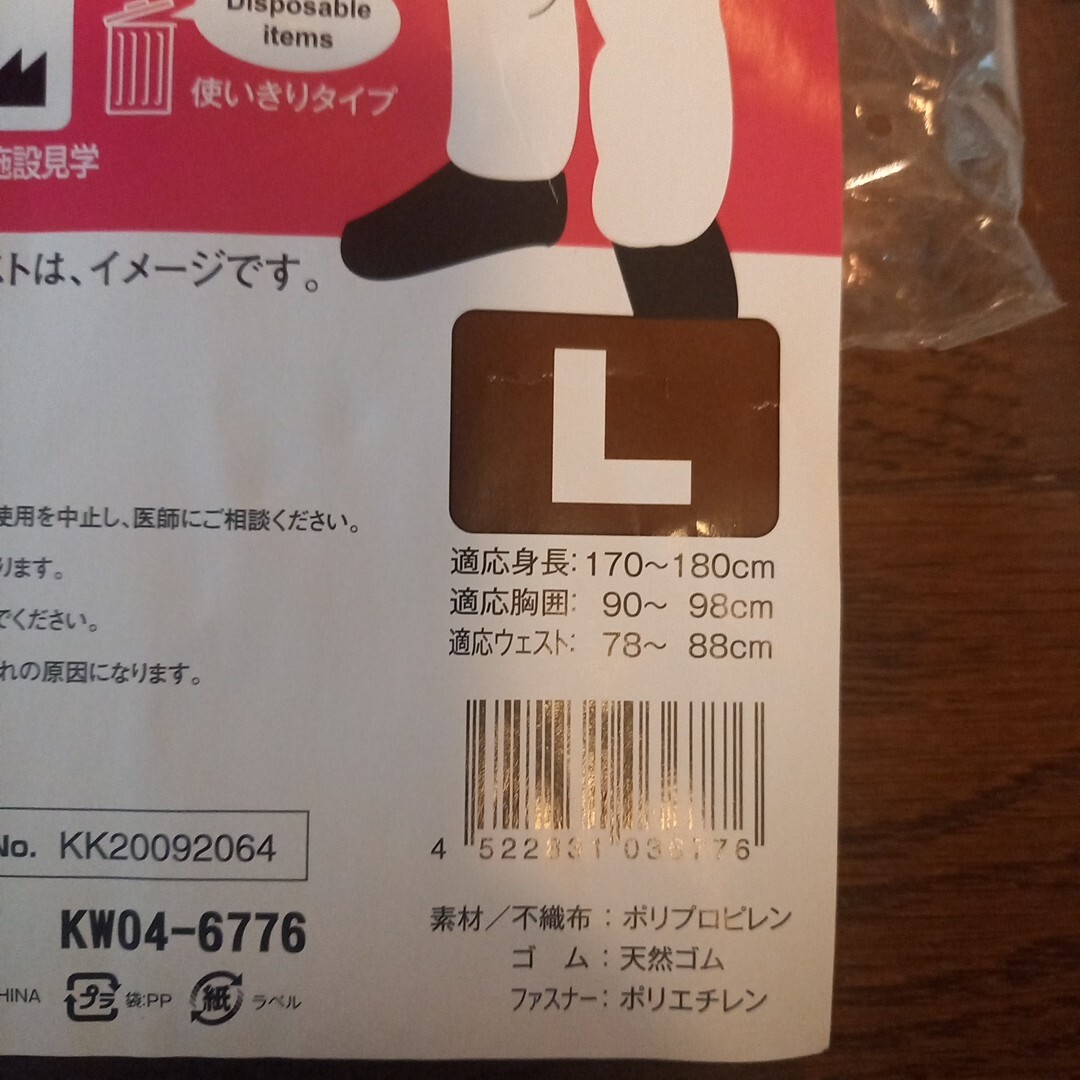 Disposable
items
使いきりタイプ
施設見学
ストは、イメージです。
L
使用を中止し、医師にご相談ください。
ります。
でください。
れの原因になります。
適応身長：170～180cm
適応胸囲：90～ 98cm
適応ウェスト：78～ 88cm
4 522831 036776
No. KK20092064
KW04-6776
素材／不織布：ポリプロピレン
ゴム：天然ゴム
ファスナー：ポリエチレン
HINA
プラ 袋:PP
紙 ラベル